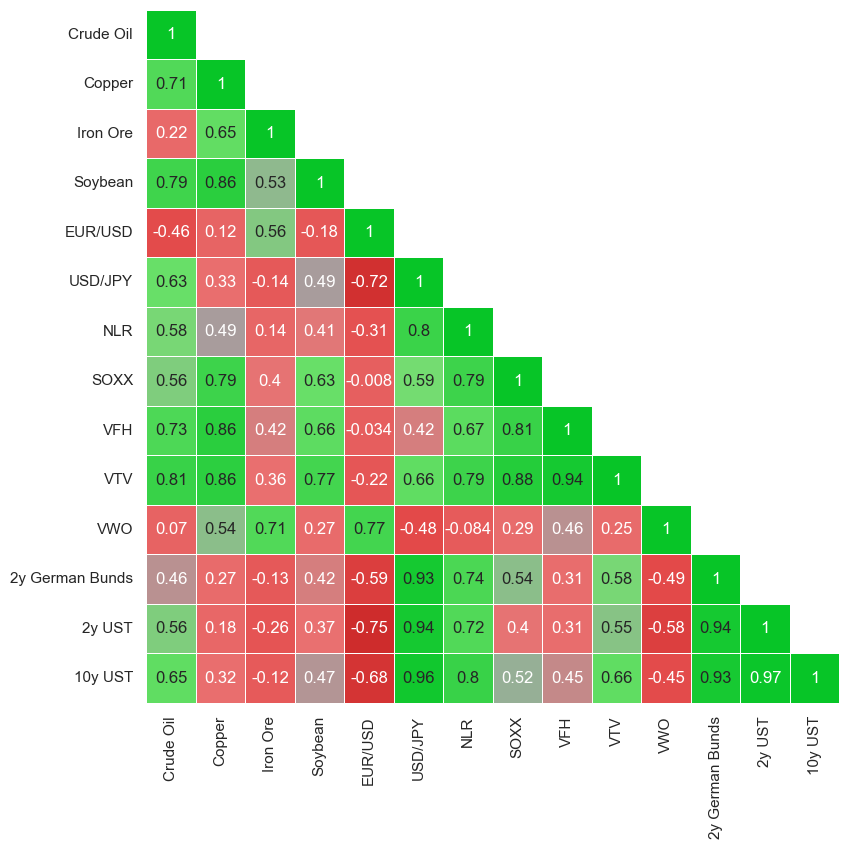 Crude Oil 1
Copper 0.71 1
Iron Ore 0.22 0.65 1
Soybean 0.79 0.86 0.53 1
EUR/USD -0.46 0.12 0.56 -0.18 1
USD/JPY 0.63 0.33 -0.14 0.49 -0.72 1
NLR 0.58 0.49 0.14 0.41 -0.31 0.8 1
SOXX 0.56 0.79 0.4 0.63 -0.008 0.59 0.79 1
VFH 0.73 0.86 0.42 0.66 -0.034 0.42 0.67 0.81 1
VTV 0.81 0.86 0.36 0.77 -0.22 0.66 0.79 0.88 0.94 1
VWO 0.07 0.54 0.71 0.27 0.77 -0.48 -0.084 0.29 0.46 0.25 1
2y German Bunds 0.46 0.27 -0.13 0.42 -0.59 0.93 0.74 0.54 0.31 0.58 -0.49 1
2y UST 0.56 0.18 -0.26 0.37 -0.75 0.94 0.72 0.4 0.31 0.55 -0.58 0.94 1
10y UST 0.65 0.32 -0.12 0.47 -0.68 0.96 0.8 0.52 0.45 0.66 -0.45 0.93 0.97 1
Crude Oil
Copper
Iron Ore
Soybean
EUR/USD
USD/JPY
NLR
SOXX
VFH
VTV
VWO
2y German Bunds
2y UST
10y UST